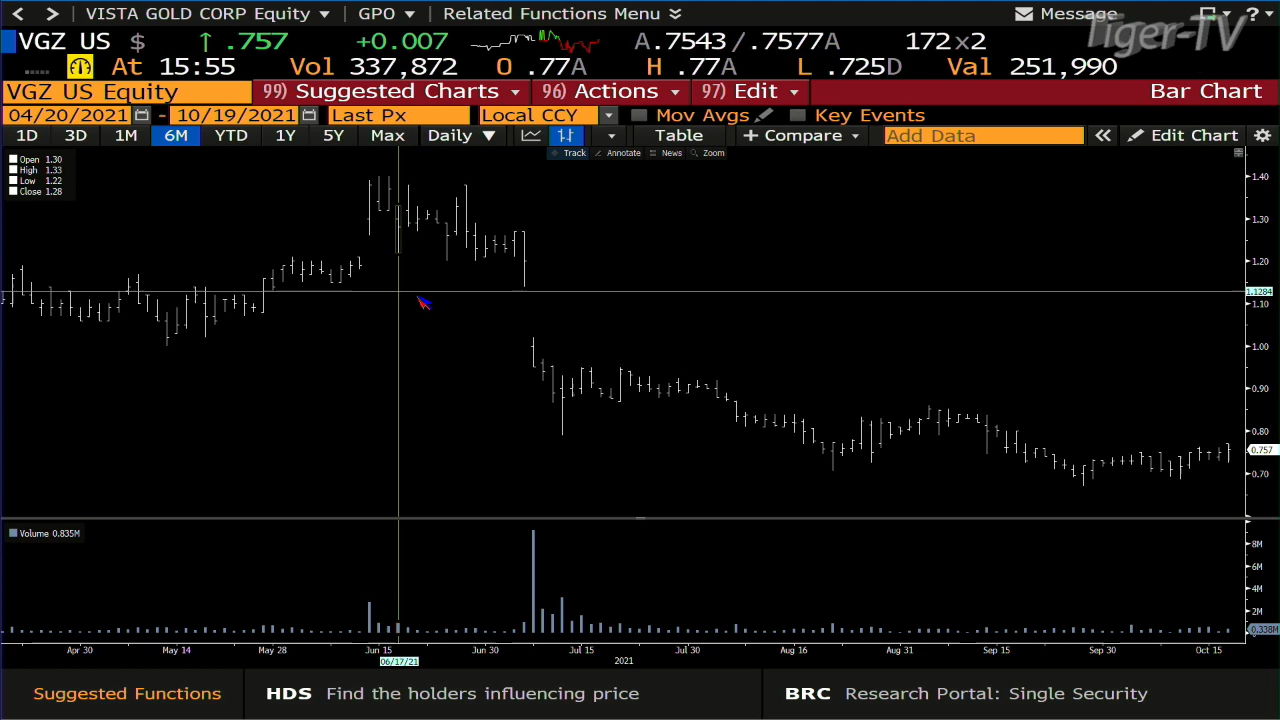 VISTA GOLD CORP Equity GPO Related Functions Menu Message ?
Tiger-TV
VGZ US $ ↑ .757 +0.007 A.7543/.7577A 172x2
At 15:55 Vol 337,872 O .77A H .77A L .725D Val 251,990
VGZ US Equity 99) Suggested Charts 96) Actions 97) Edit Bar Chart
04/20/2021 - 10/19/2021 Last Px Local CCY Mov Avgs Key Events
1D 3D 1M 6M YTD 1Y 5Y Max Daily ▼ Table + Compare Add Data « Edit Chart
Track Annotate News Zoom
Open 1.30
High 1.33
Low 1.22
Close 1.28
1.40
1.30
1.20
1.1284
1.10
1.00
0.90
0.80
0.757
0.70
Volume 0.835M
8M
6M
4M
2M
0.338M
Apr 30 May 14 May 28 Jun 15 Jun 30 Jul 15 Jul 30 Aug 16 Aug 31 Sep 15 Sep 30 Oct 15
06/17/21 2021
Suggested Functions HDS Find the holders influencing price BRC Research Portal: Single Security